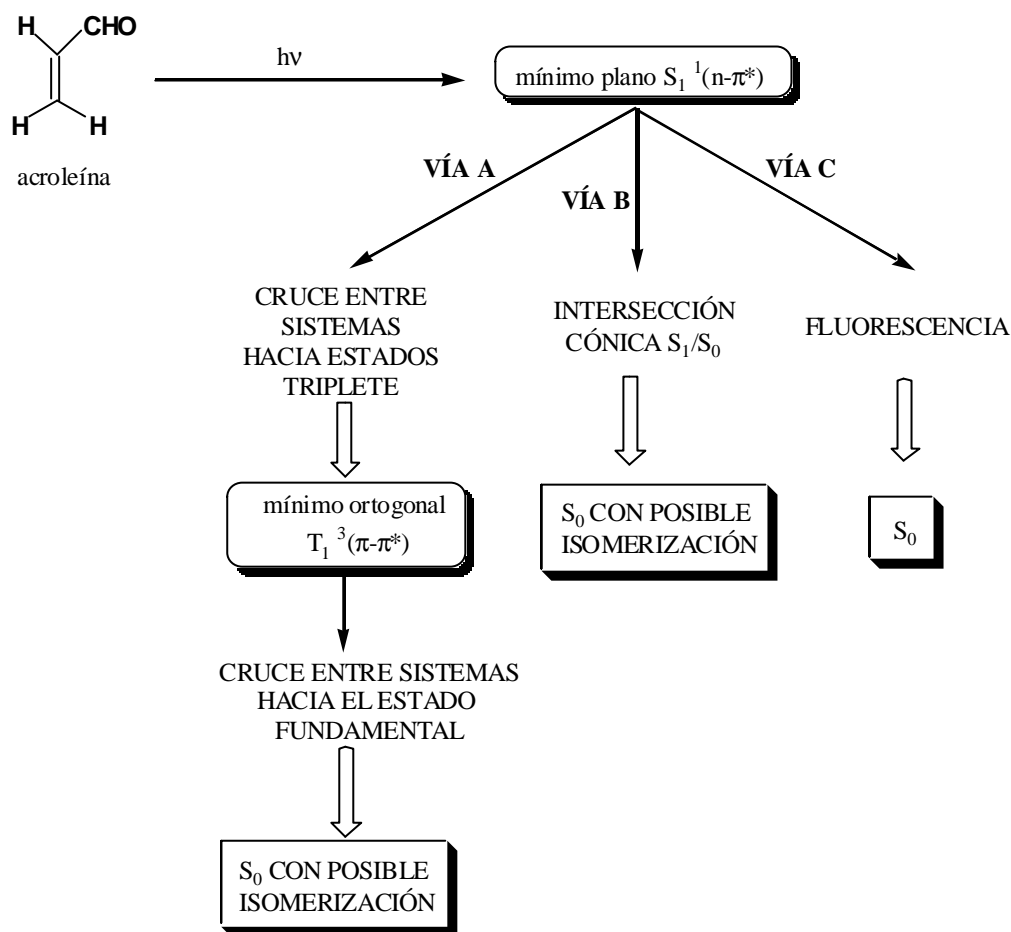 H
CHO
H
H
acroleína
hν
mínimo plano S₁ ¹(n-π*)
VÍA A
VÍA B
VÍA C
CRUCE ENTRE
SISTEMAS
HACIA ESTADOS
TRIPLETE
INTERSECCIÓN
CÓNICA S₁/S₀
FLUORESCENCIA
mínimo ortogonal
T₁ ³(π-π*)
S₀ CON POSIBLE
ISOMERIZACIÓN
S₀
CRUCE ENTRE SISTEMAS
HACIA EL ESTADO
FUNDAMENTAL
S₀ CON POSIBLE
ISOMERIZACIÓN